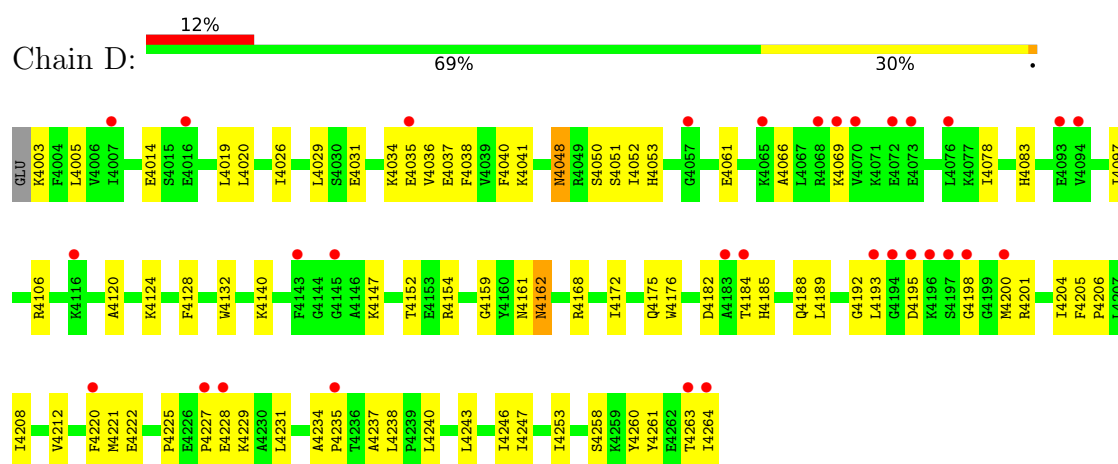 12%
Chain D:
69% 30% •
GLU K4003 F4004 L4005 V4006 I4007 E4014 S4015 E4016 L4019 L4020 I4026 L4029 S4030 E4031 K4034 E4035 V4036 E4037 F4038 V4039 F4040 K4041 N4048 R4049 S4050 S4051 I4052 H4053 G4057 E4061 K4065 A4066 L4067 R4068 K4069 V4070 K4071 E4072 E4073 L4076 K4077 I4078 H4083 E4093 V4094
R4106 K4116 A4120 K4124 F4128 W4132 K4140 F4143 G4144 G4145 A4146 K4147 T4152 E4153 R4154 G4159 Y4160 N4161 N4162 R4168 I4172 Q4175 W4176 D4182 A4183 T4184 H4185 Q4188 L4189 G4192 L4193 G4194 D4195 K4196 S4197 G4198 G4199 M4200 R4201 I4204 F4205 P4206
I4208 V4212 F4220 M4221 E4222 P4225 E4226 P4227 E4228 K4229 A4230 L4231 A4234 P4235 T4236 A4237 L4238 P4239 L4240 L4243 I4246 I4247 I4253 S4258 K4259 Y4260 Y4261 E4262 T4263 I4264